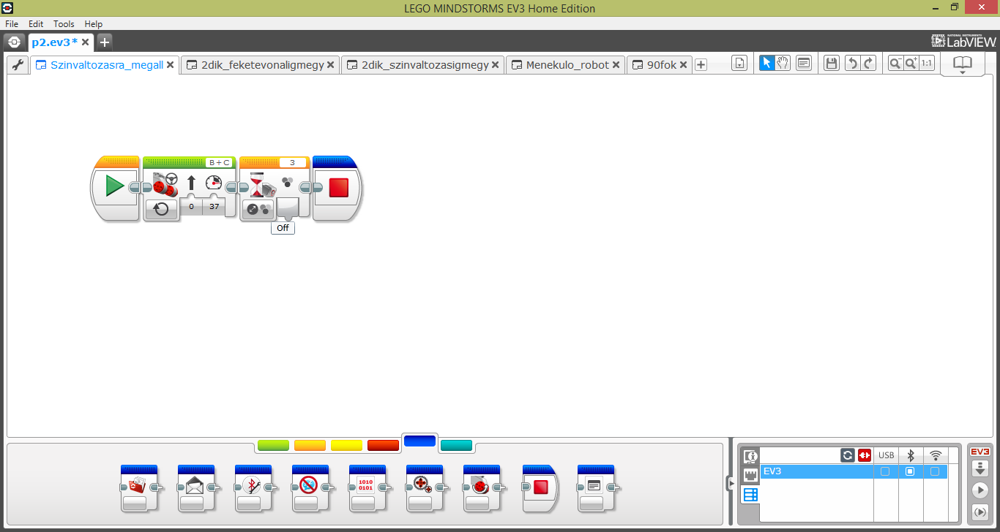 LEGO MINDSTORMS EV3 Home Edition
File Edit Tools Help
p2.ev3*
NATIONAL INSTRUMENTS
LabVIEW
Szinvaltozasra_megall 2dik_feketevonaligmegy 2dik_szinvaltozasigmegy Menekulo_robot 90fok
1:1
B + C 3
0 37
Off
1010
0101
USB
EV3
EV3